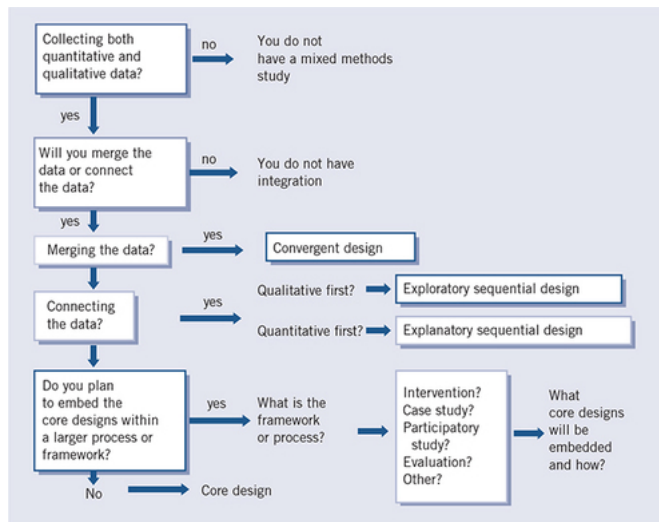 Collecting both
quantitative and
qualitative data?
no
You do not
have a mixed methods
study
yes
Will you merge the
data or connect
the data?
no
You do not have
integration
yes
Merging the data?
yes
Convergent design
Connecting
the data?
yes
Qualitative first?
Exploratory sequential design
Quantitative first?
Explanatory sequential design
Do you plan
to embed the
core designs within
a larger process or
framework?
yes
What is the
framework
or process?
Intervention?
Case study?
Participatory
study?
Evaluation?
Other?
What
core designs
will be
embedded
and how?
No
Core design